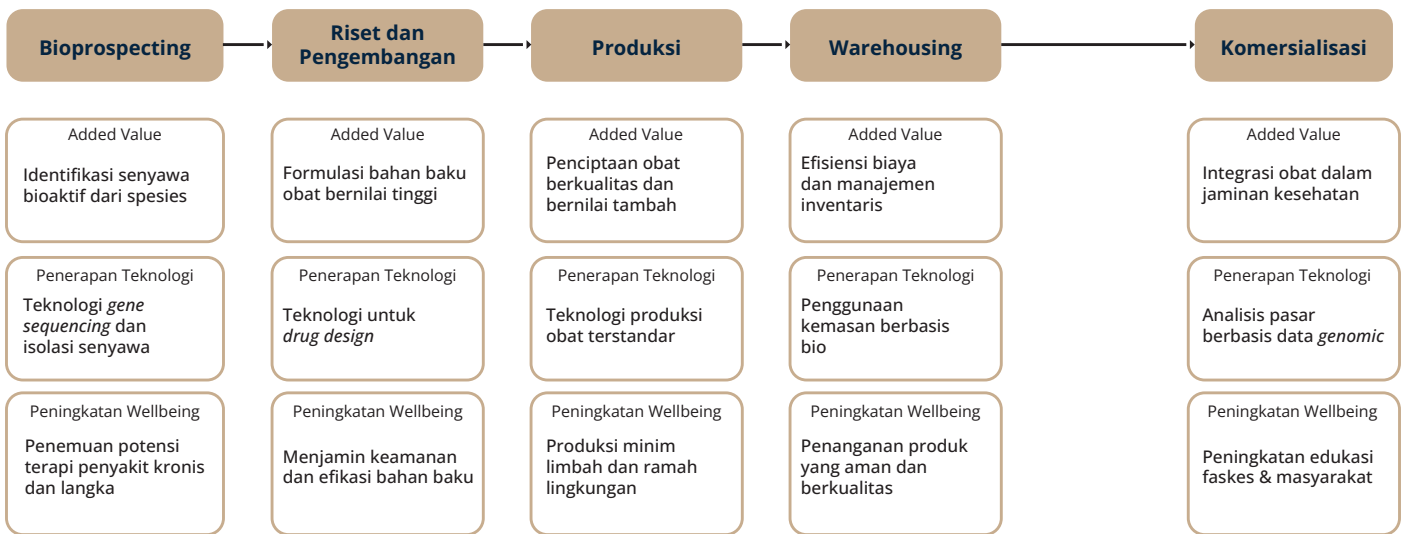 Bioprospecting
Riset dan
Pengembangan
Produksi
Warehousing
Komersialisasi
Added Value
Identifikasi senyawa
bioaktif dari spesies
Added Value
Formulasi bahan baku
obat bernilai tinggi
Added Value
Penciptaan obat
berkualitas dan
bernilai tambah
Added Value
Efisiensi biaya
dan manajemen
inventaris
Added Value
Integrasi obat dalam
jaminan kesehatan
Penerapan Teknologi
Teknologi gene
sequencing dan
isolasi senyawa
Penerapan Teknologi
Teknologi untuk
drug design
Penerapan Teknologi
Teknologi produksi
obat terstandar
Penerapan Teknologi
Penggunaan
kemasan berbasis
bio
Penerapan Teknologi
Analisis pasar
berbasis data genomic
Peningkatan Wellbeing
Penemuan potensi
terapi penyakit kronis
dan langka
Peningkatan Wellbeing
Menjamin keamanan
dan efikasi bahan baku
Peningkatan Wellbeing
Produksi minim
limbah dan ramah
lingkungan
Peningkatan Wellbeing
Penanganan produk
yang aman dan
berkualitas
Peningkatan Wellbeing
Peningkatan edukasi
faskes & masyarakat